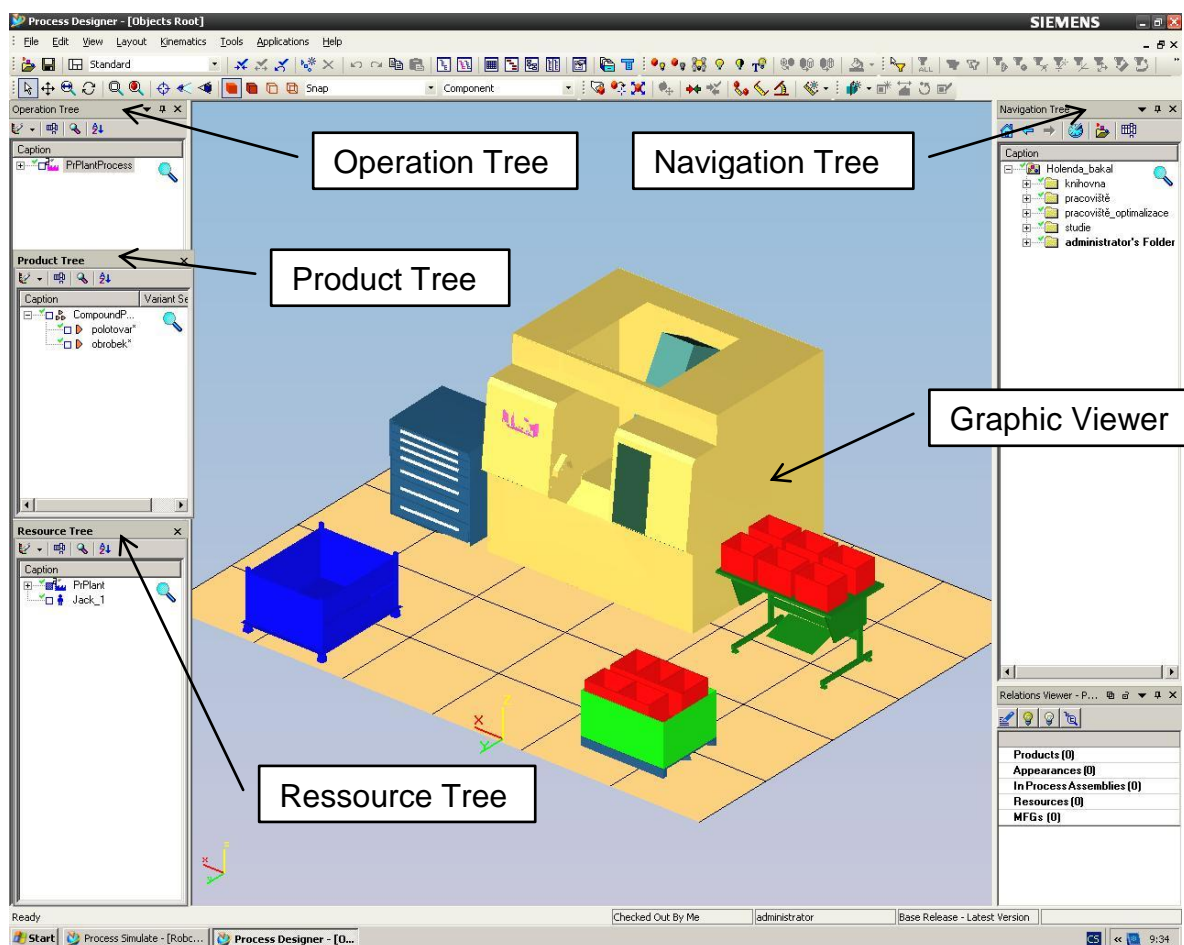 Process Designer - [Objects Root]
SIEMENS
File Edit View Layout Kinematics Tools Applications Help
Standard
Snap
Component
Operation Tree
Caption
PrPlantProcess
Product Tree
Caption Variant Se
CompoundP...
polotovar*
obrobek*
Resource Tree
Caption
PrPlant
Jack_1
Operation Tree
Navigation Tree
Product Tree
Graphic Viewer
Ressource Tree
X
Y
Z
x
y
z
Navigation Tree
Caption
Holenda_bakal
knihovna
pracoviště
pracoviště_optimalizace
studie
administrator's Folder
Relations Viewer - P...
Products (0)
Appearances (0)
In Process Assemblies (0)
Resources (0)
MFGs (0)
Ready
Checked Out By Me
administrator
Base Release - Latest Version
Start
Process Simulate - [Robc...
Process Designer - [O...
CS
9:34